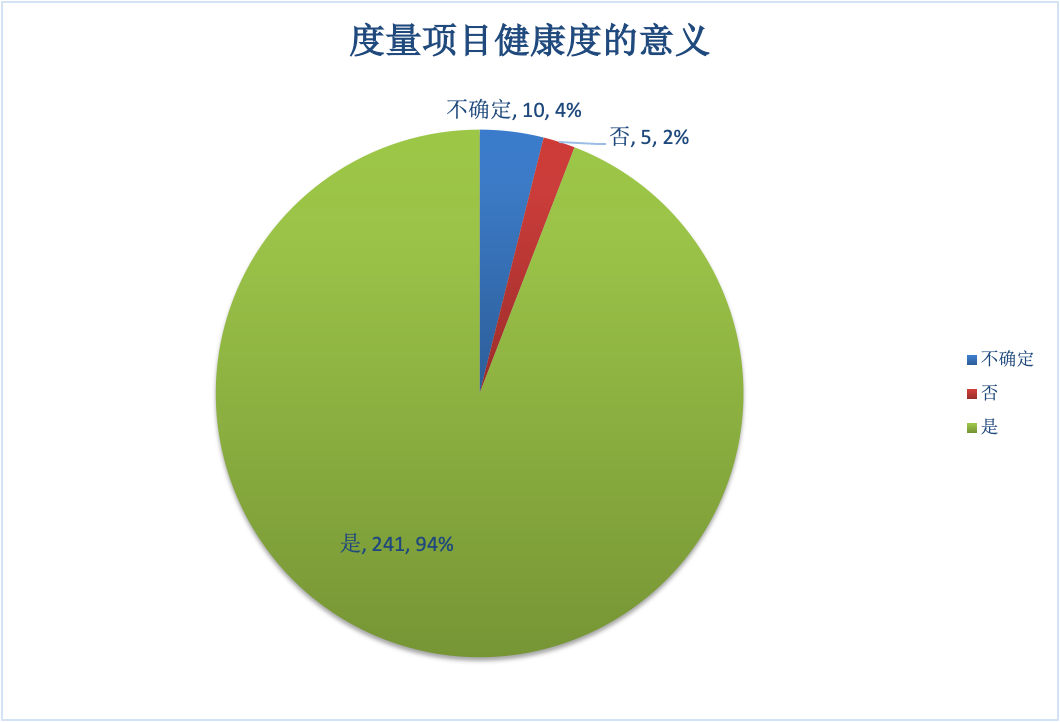 度量项目健康度的意义
不确定, 10, 4%
否, 5, 2%
是, 241, 94%
不确定
否
是